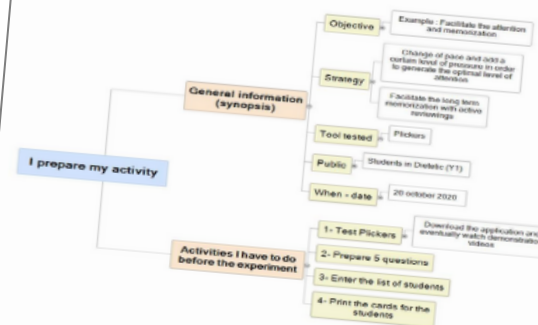 Objective
Example : Facilitate the attention
and memorization
Change of pace and add a
certain level of pressure in order
to generate the optimal level of
attention
Strategy
Facilitate the long term
memorization with active
reviewings
General information
(synopsis)
Tool tested
Plickers
Public
Students in Dietetic (Y1)
When - date
20 october 2020
I prepare my activity
Activities I have to do
before the experiment
1- Test Plickers
Download the application and
eventually watch demonstration
videos
2- Prepare 5 questions
3- Enter the list of students
4- Print the cards for the
students